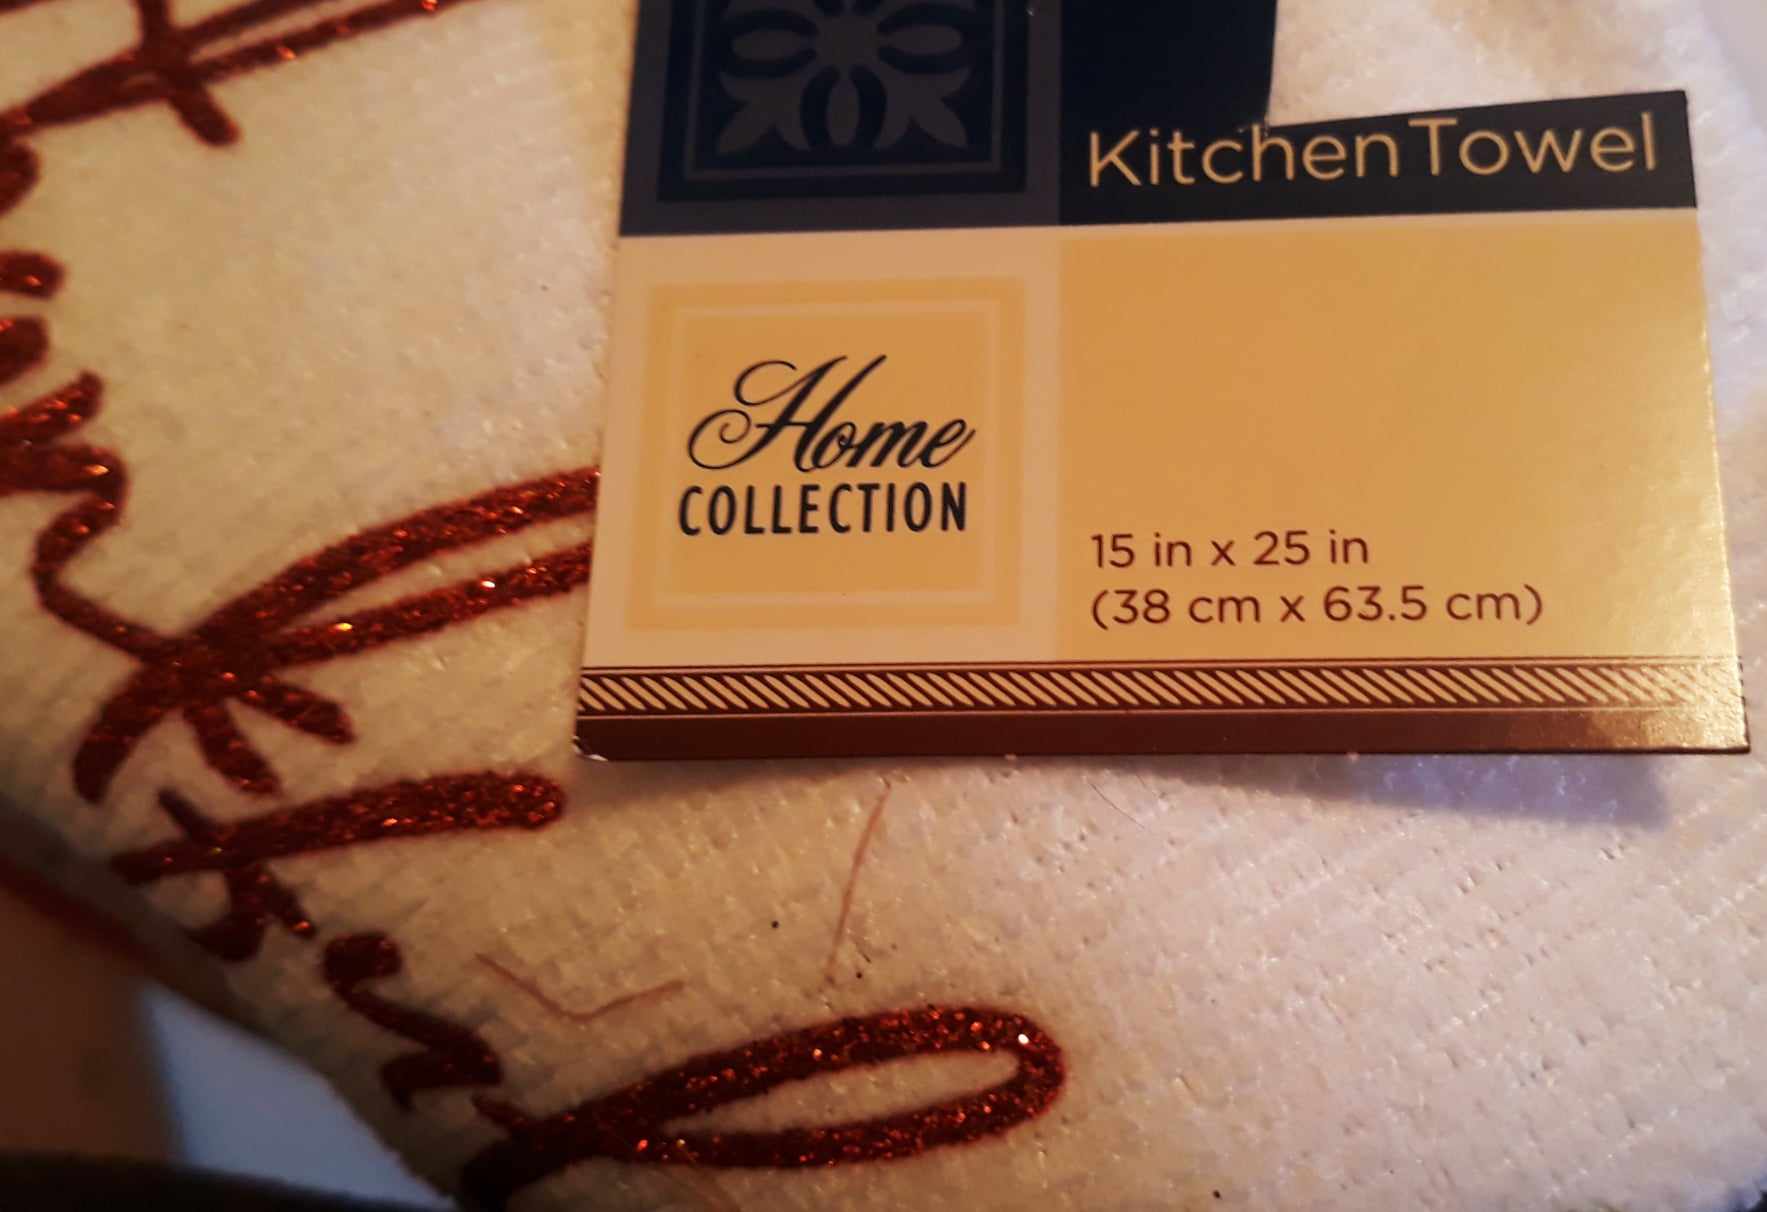 Kitchen Towel
Home
COLLECTION
15 in x 25 in
(38 cm x 63.5 cm)